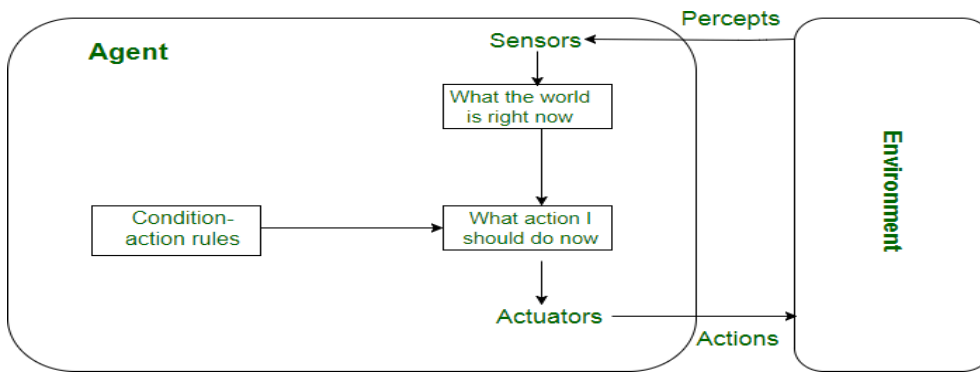 Percepts
Sensors
Agent
What the world
is right now
Environment
Condition-
action rules
What action I
should do now
Actuators
Actions